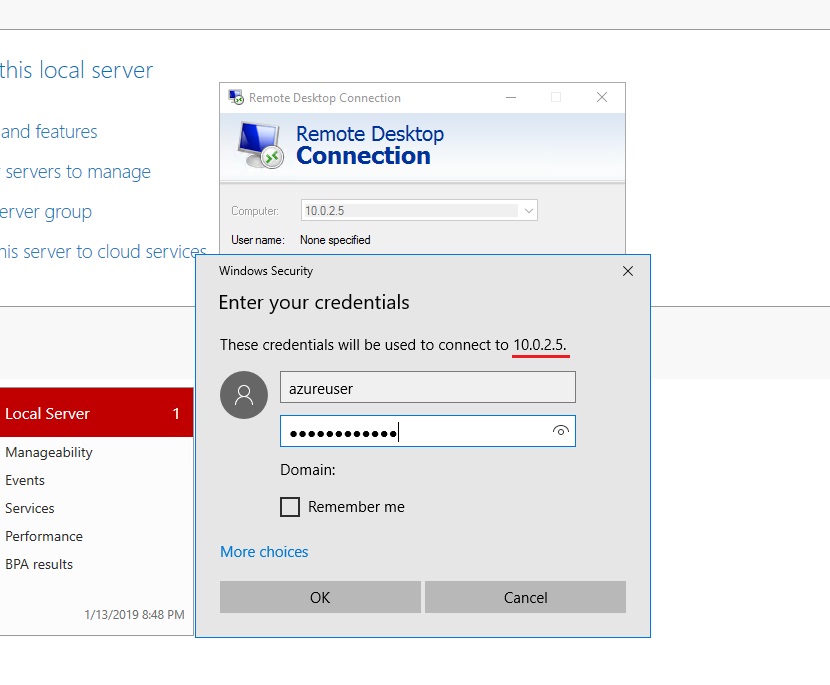 this local server
and features
servers to manage
erver group
his server to cloud services
Remote Desktop Connection
Remote Desktop
Connection
Computer: 10.0.2.5
User name: None specified
Windows Security
Enter your credentials
These credentials will be used to connect to 10.0.2.5.
azureuser
••••••••••••
Domain:
Remember me
More choices
OK Cancel
Local Server 1
Manageability
Events
Services
Performance
BPA results
1/13/2019 8:48 PM